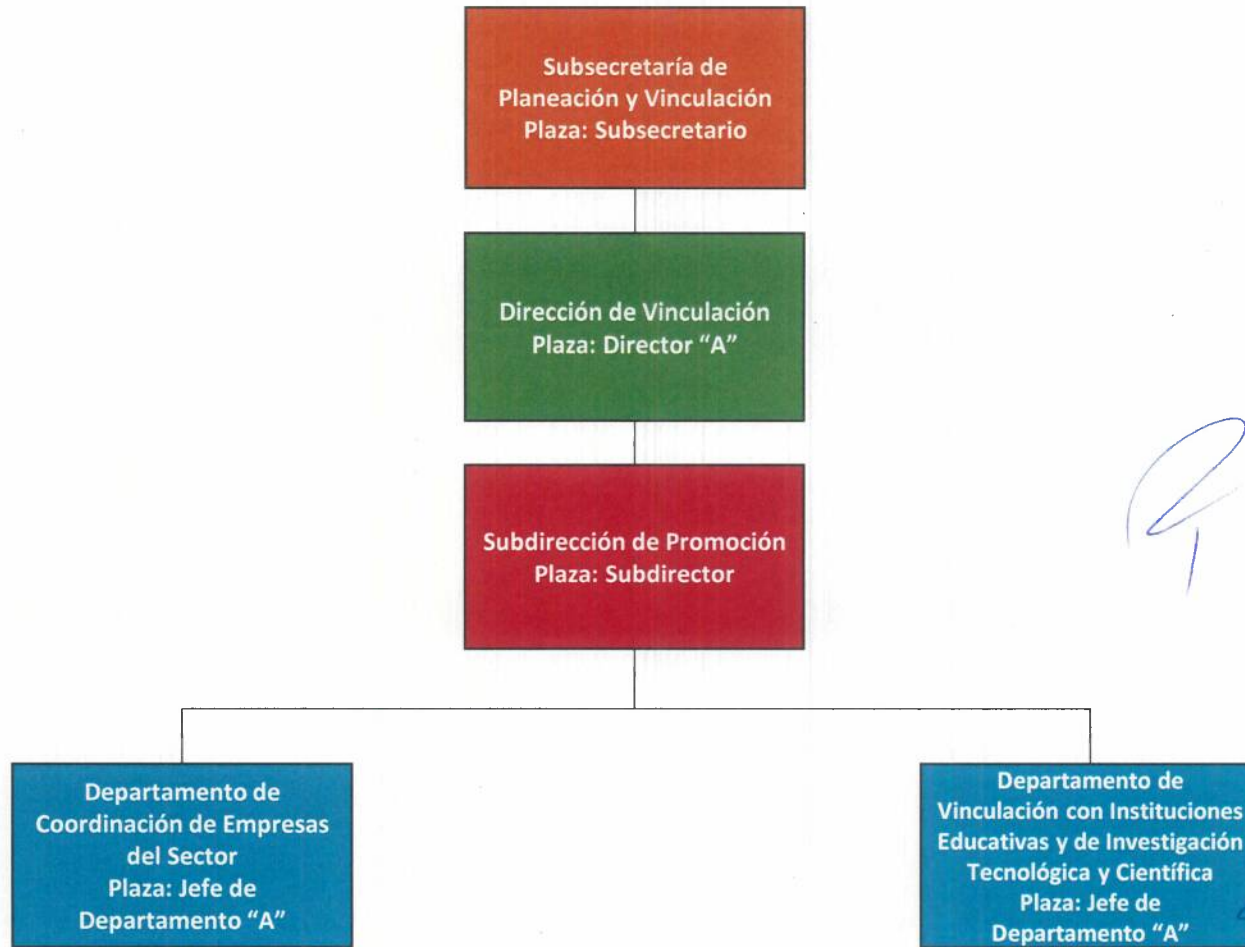 Subsecretaría de
Planeación y Vinculación
Plaza: Subsecretario
Dirección de Vinculación
Plaza: Director “A”
Subdirección de Promoción
Plaza: Subdirector
Departamento de
Coordinación de Empresas
del Sector
Plaza: Jefe de
Departamento “A”
Departamento de
Vinculación con Instituciones
Educativas y de Investigación
Tecnológica y Científica
Plaza: Jefe de
Departamento “A”